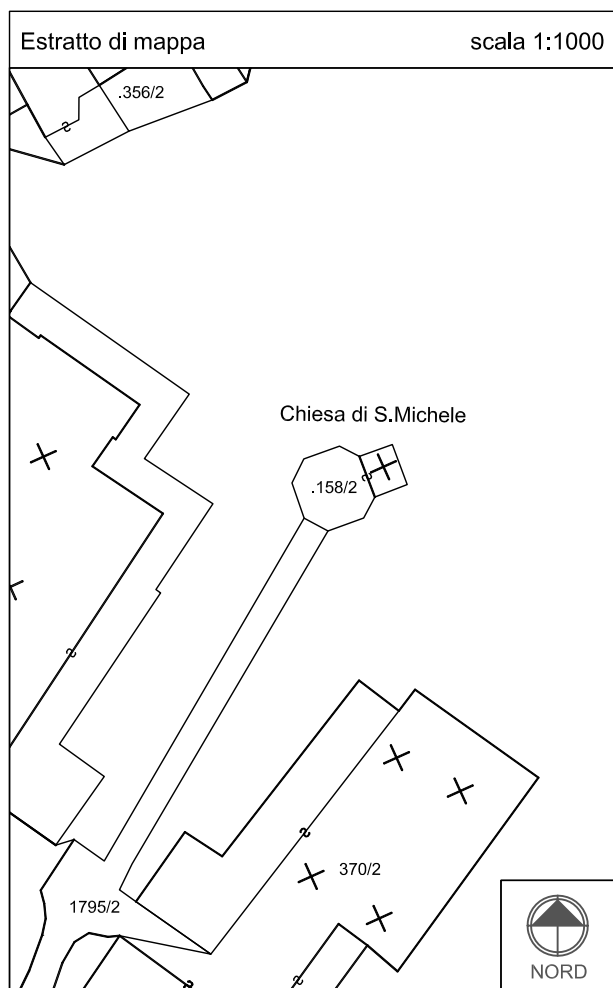 Estratto di mappa scala 1:1000
.356/2
Chiesa di S.Michele
.158/2
370/2
1795/2
NORD